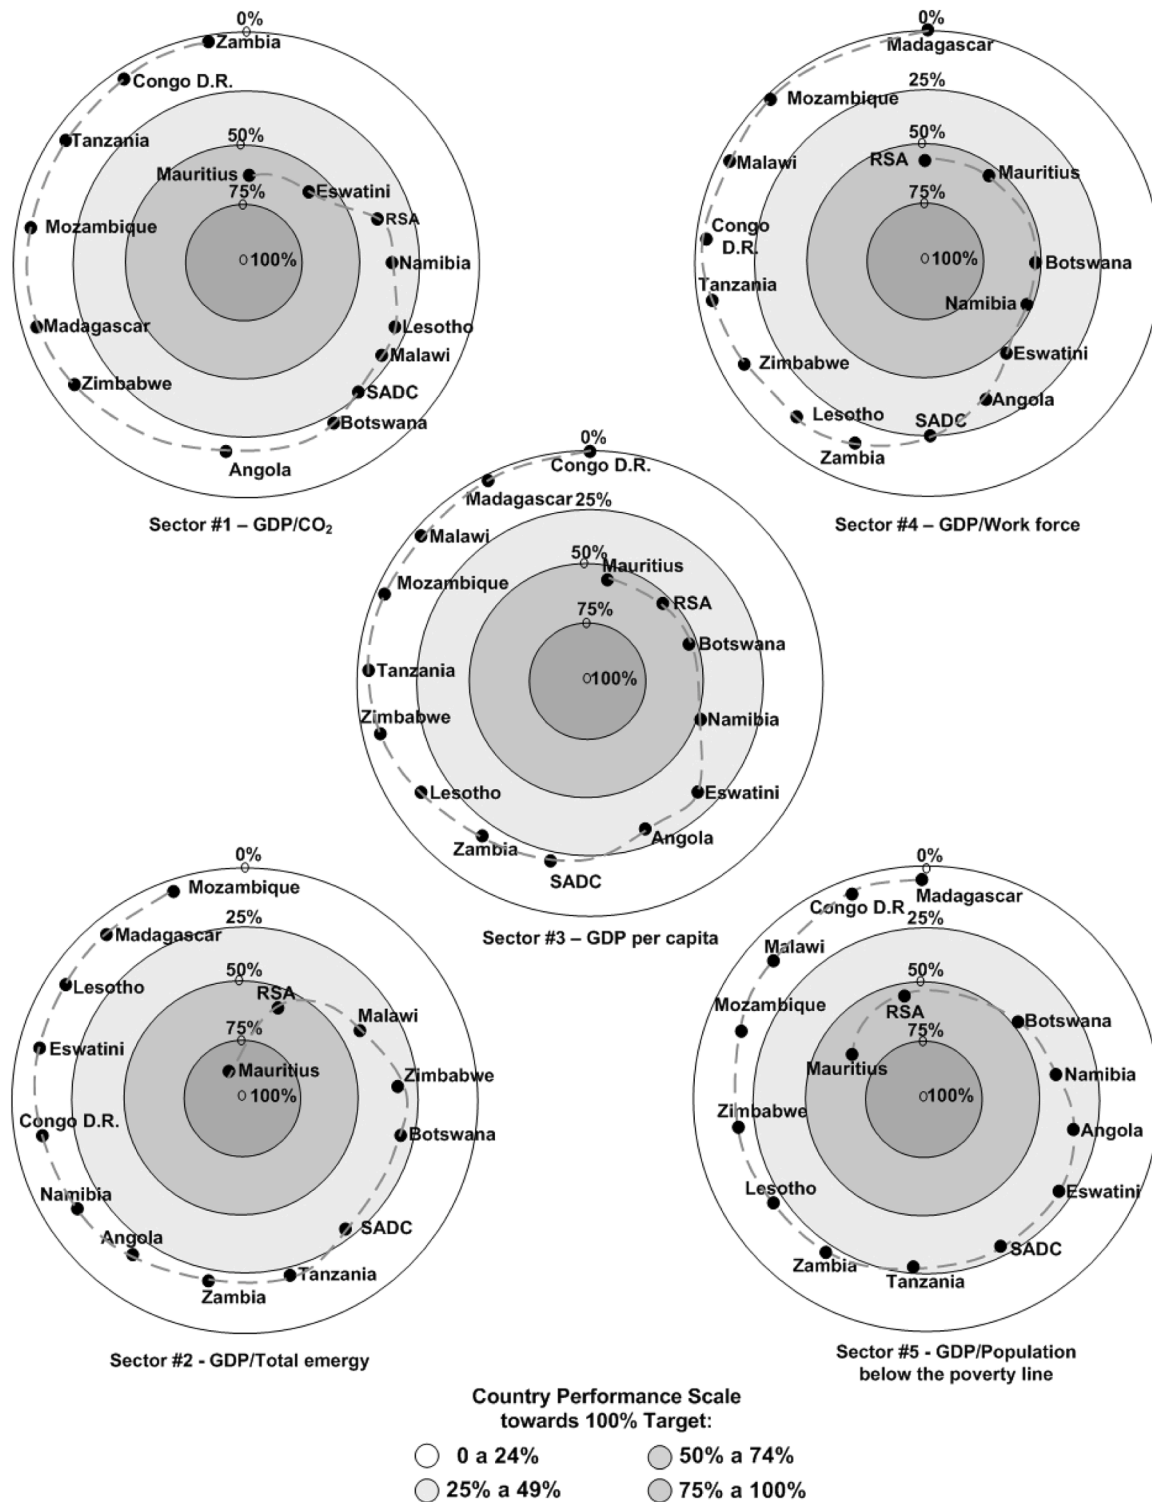 0%
Zambia
Congo D.R.
Tanzania
50%
Mauritius
75%
Eswatini
RSA
Mozambique
100%
Namibia
Madagascar
Lesotho
Malawi
Zimbabwe
SADC
Botswana
Angola
Sector #1 – GDP/CO2
0%
Madagascar
25%
Mozambique
50%
RSA
Malawi
Mauritius
75%
Congo
D.R.
100%
Botswana
Tanzania
Namibia
Eswatini
Zimbabwe
Angola
Lesotho
SADC
Zambia
Sector #4 – GDP/Work force
0%
Congo D.R.
Madagascar
25%
Malawi
50%
Mauritius
Mozambique
75%
RSA
Botswana
Tanzania
100%
Zimbabwe
Namibia
Lesotho
Eswatini
Angola
Zambia
SADC
Sector #3 – GDP per capita
0%
Mozambique
25%
Madagascar
50%
Lesotho
RSA
Malawi
75%
Eswatini
Mauritius
Zimbabwe
100%
Congo D.R.
Botswana
Namibia
Angola
SADC
Tanzania
Zambia
Sector #2 - GDP/Total emergy
0%
Madagascar
Congo D.R.
25%
Malawi
50%
Mozambique
RSA
Botswana
75%
Mauritius
Namibia
100%
Zimbabwe
Angola
Lesotho
Eswatini
SADC
Zambia
Tanzania
Sector #5 - GDP/Population
below the poverty line
Country Performance Scale
towards 100% Target:
0 a 24%
50% a 74%
25% a 49%
75% a 100%